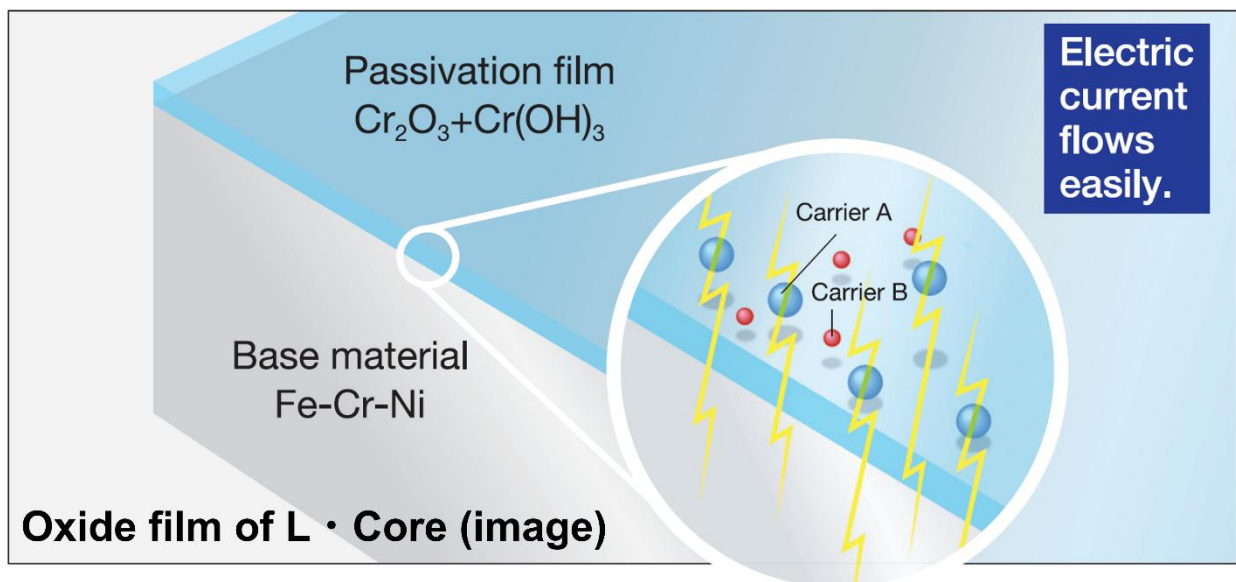 Passivation film
Cr₂O₃+Cr(OH)₃
Electric
current
flows
easily.
Carrier A
Carrier B
Base material
Fe-Cr-Ni
Oxide film of L・Core (image)